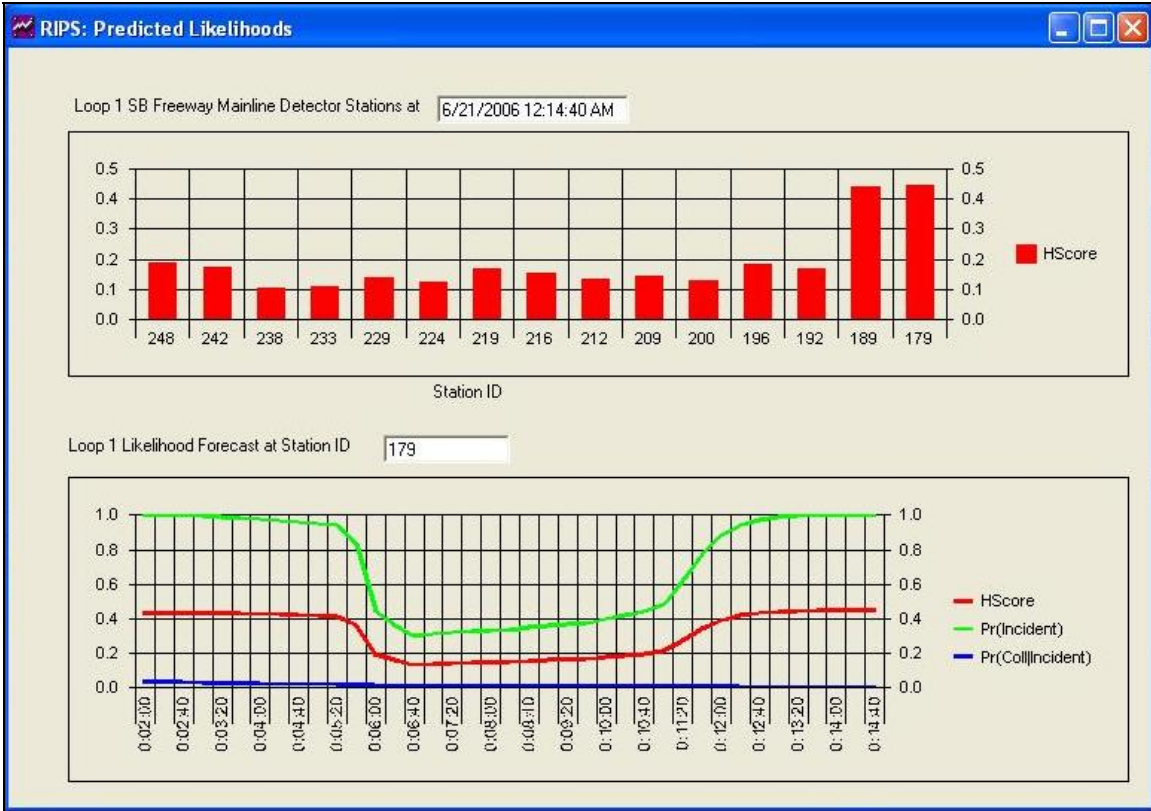 RIPS: Predicted Likelihoods
Loop 1 SB Freeway Mainline Detector Stations at 6/21/2006 12:14:40 AM
0.5 0.5
0.4 0.4
0.3 0.3
0.2 0.2
0.1 0.1
0.0 0.0
HScore
248 242 238 233 229 224 219 216 212 209 200 196 192 189 179
Station ID
Loop 1 Likelihood Forecast at Station ID 179
1.0 1.0
0.8 0.8
0.6 0.6
0.4 0.4
0.2 0.2
0.0 0.0
HScore
Pr(Incident)
Pr(Coll|Incident)
0:02:00 0:02:40 0:03:20 0:04:00 0:04:40 0:05:20 0:06:00 0:06:40 0:07:20 0:08:00 0:08:40 0:09:20 0:10:00 0:10:40 0:11:20 0:12:00 0:12:40 0:13:20 0:14:00 0:14:40